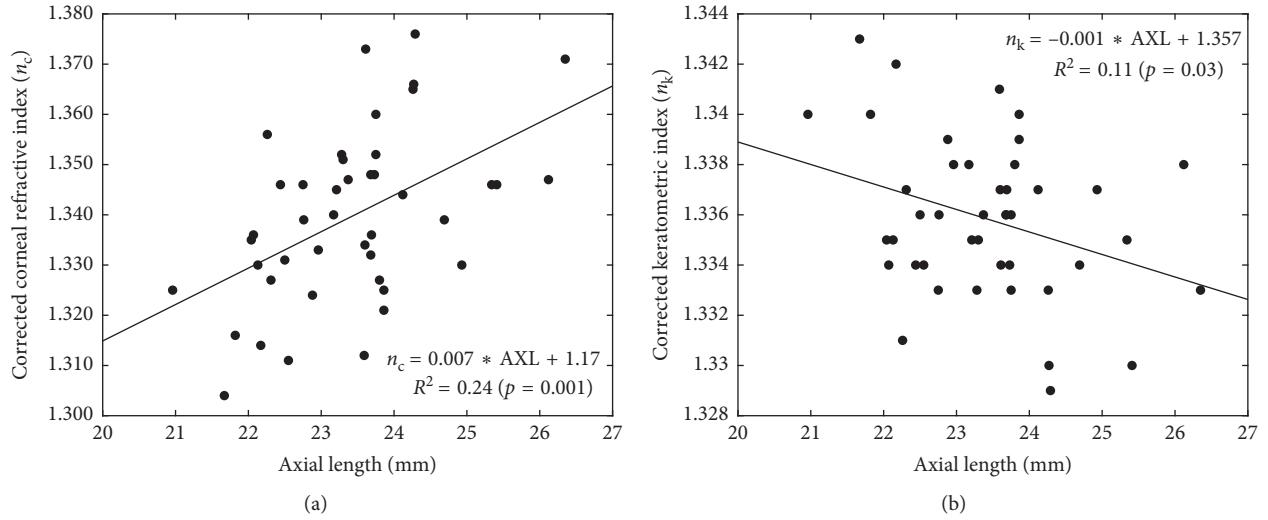 Corrected corneal refractive index (n_c)
1.380
1.370
1.360
1.350
1.340
1.330
1.320
1.310
1.300
n_c = 0.007 ∗ AXL + 1.17
R² = 0.24 (p = 0.001)
20 21 22 23 24 25 26 27
Axial length (mm)
(a)
Corrected keratometric index (n_k)
1.344
1.342
1.34
1.338
1.336
1.334
1.332
1.33
1.328
n_k = –0.001 ∗ AXL + 1.357
R² = 0.11 (p = 0.03)
20 21 22 23 24 25 26 27
Axial length (mm)
(b)